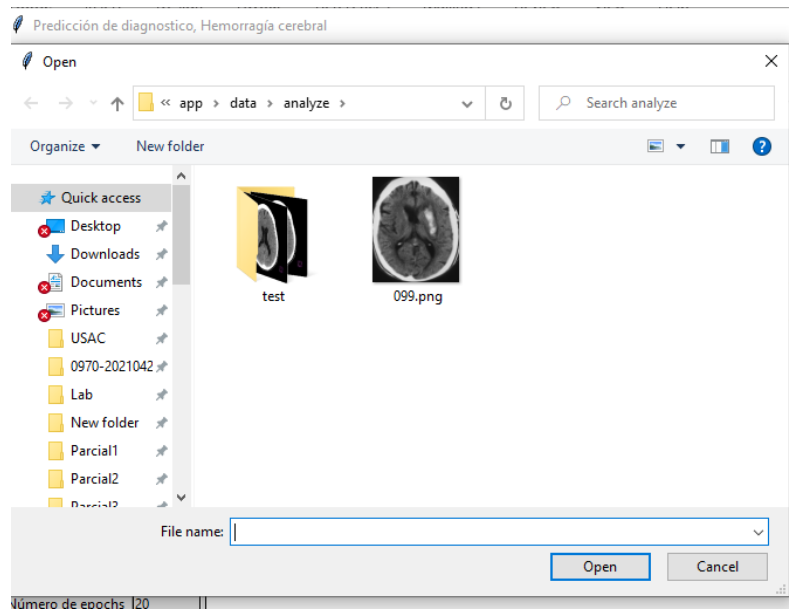 Predicción de diagnostico, Hemorragía cerebral
Open
« app › data › analyze ›
Search analyze
Organize
New folder
Quick access
Desktop
Downloads
Documents
Pictures
USAC
0970-2021042
Lab
New folder
Parcial1
Parcial2
test
099.png
File name:
Open
Cancel
Número de epochs 20